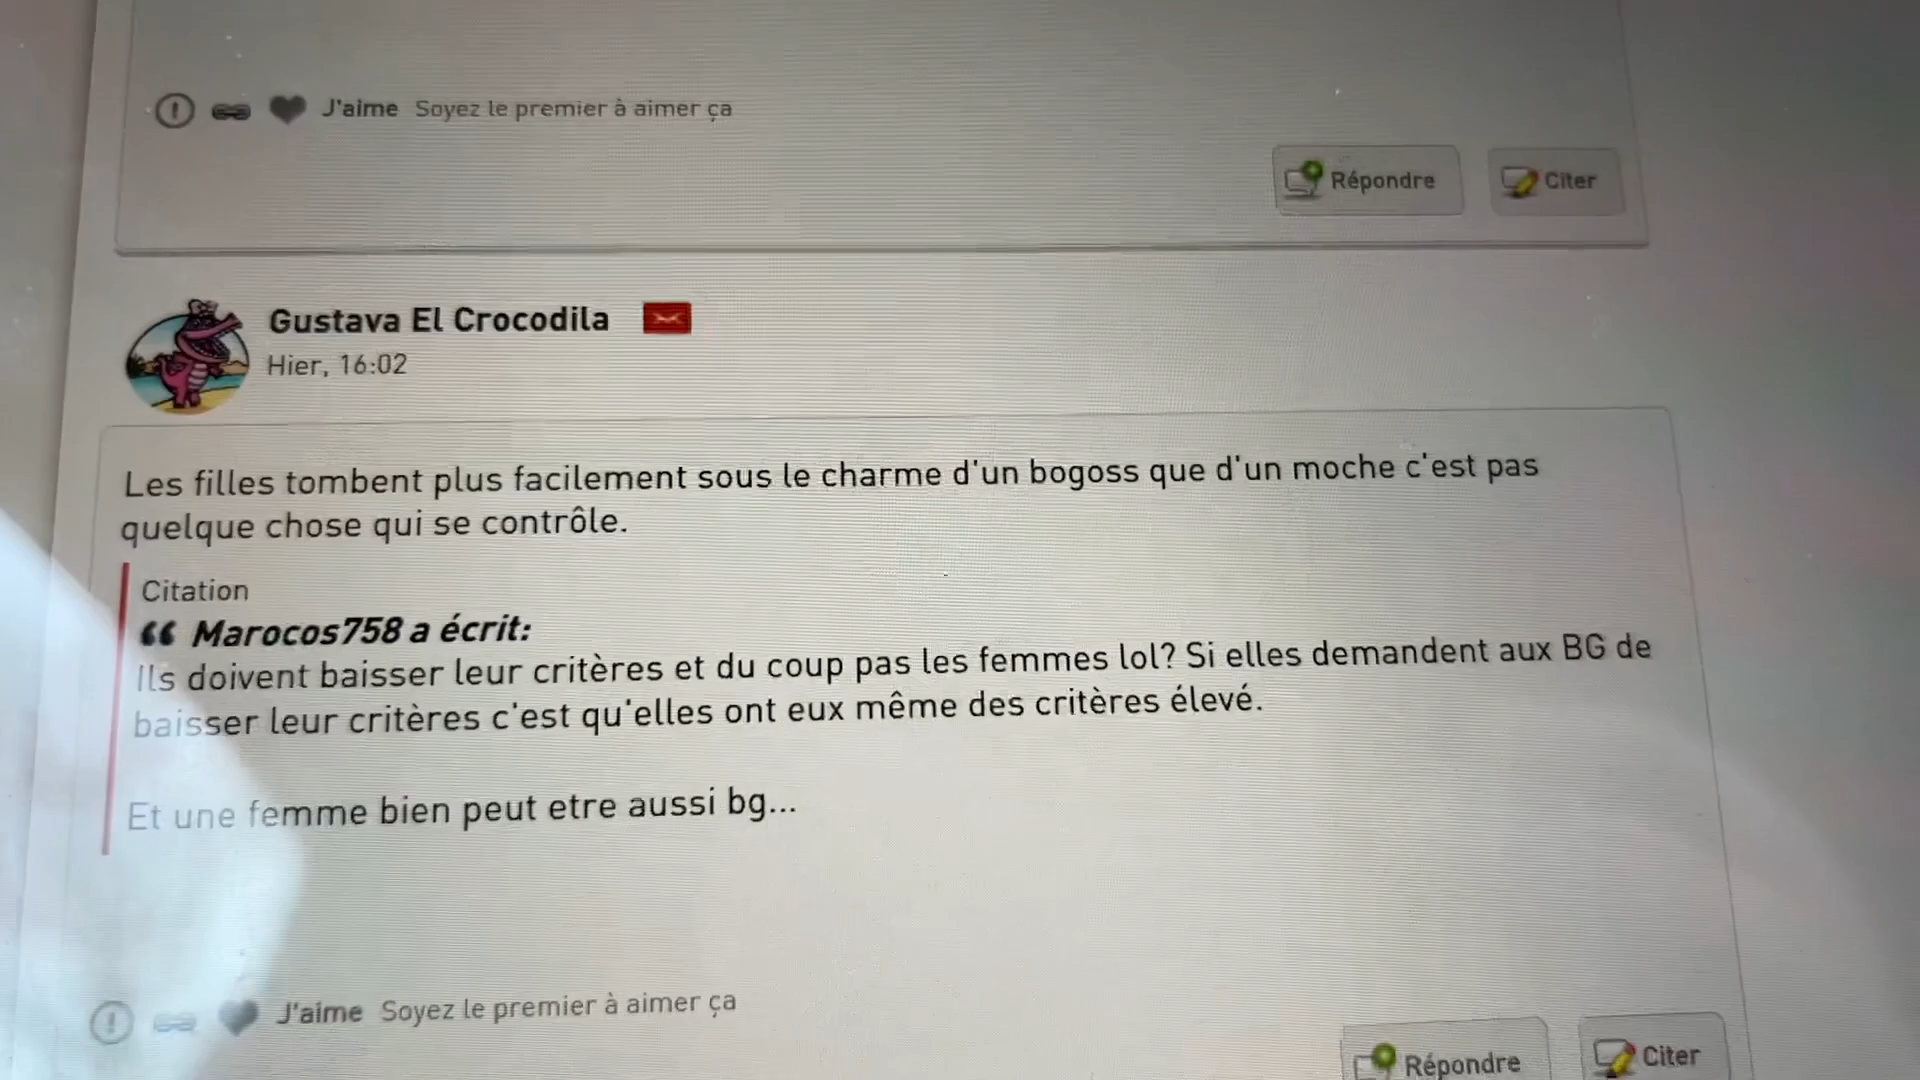 J'aime Soyez le premier à aimer ça
Répondre Citer
Gustava El Crocodila
Hier, 16:02
Les filles tombent plus facilement sous le charme d'un bogoss que d'un moche c'est pas
quelque chose qui se contrôle.
Citation
“ Marocos758 a écrit:
Ils doivent baisser leur critères et du coup pas les femmes lol? Si elles demandent aux BG de
baisser leur critères c'est qu'elles ont eux même des critères élevé.
Et une femme bien peut etre aussi bg...
J'aime Soyez le premier à aimer ça
Répondre Citer